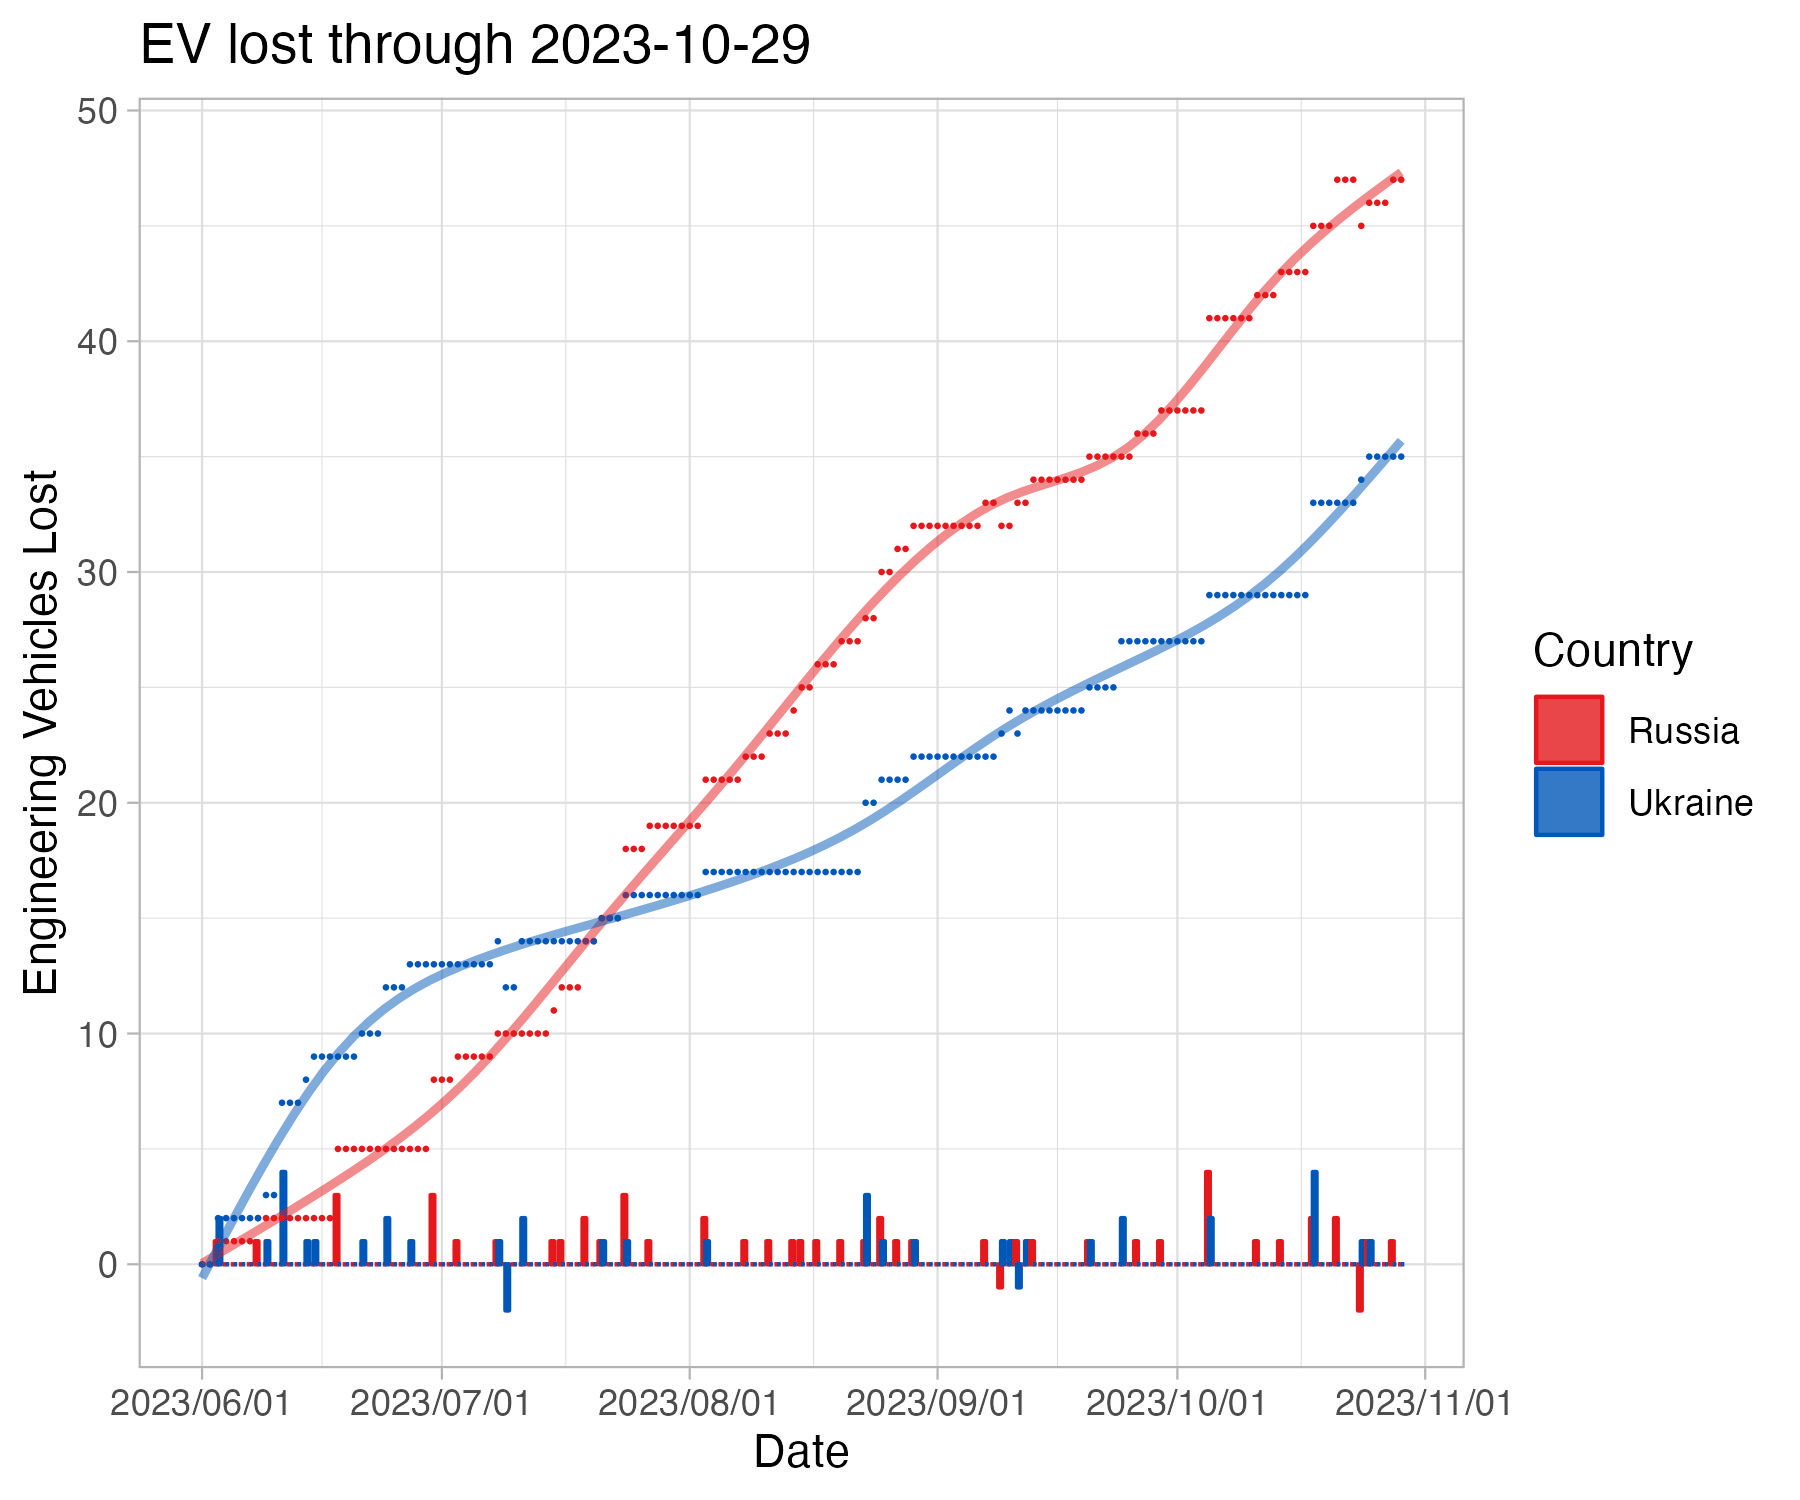 EV lost through 2023-10-29
Engineering Vehicles Lost
50
40
30
20
10
0
2023/06/01
2023/07/01
2023/08/01
2023/09/01
2023/10/01
2023/11/01
Date
Country
Russia
Ukraine